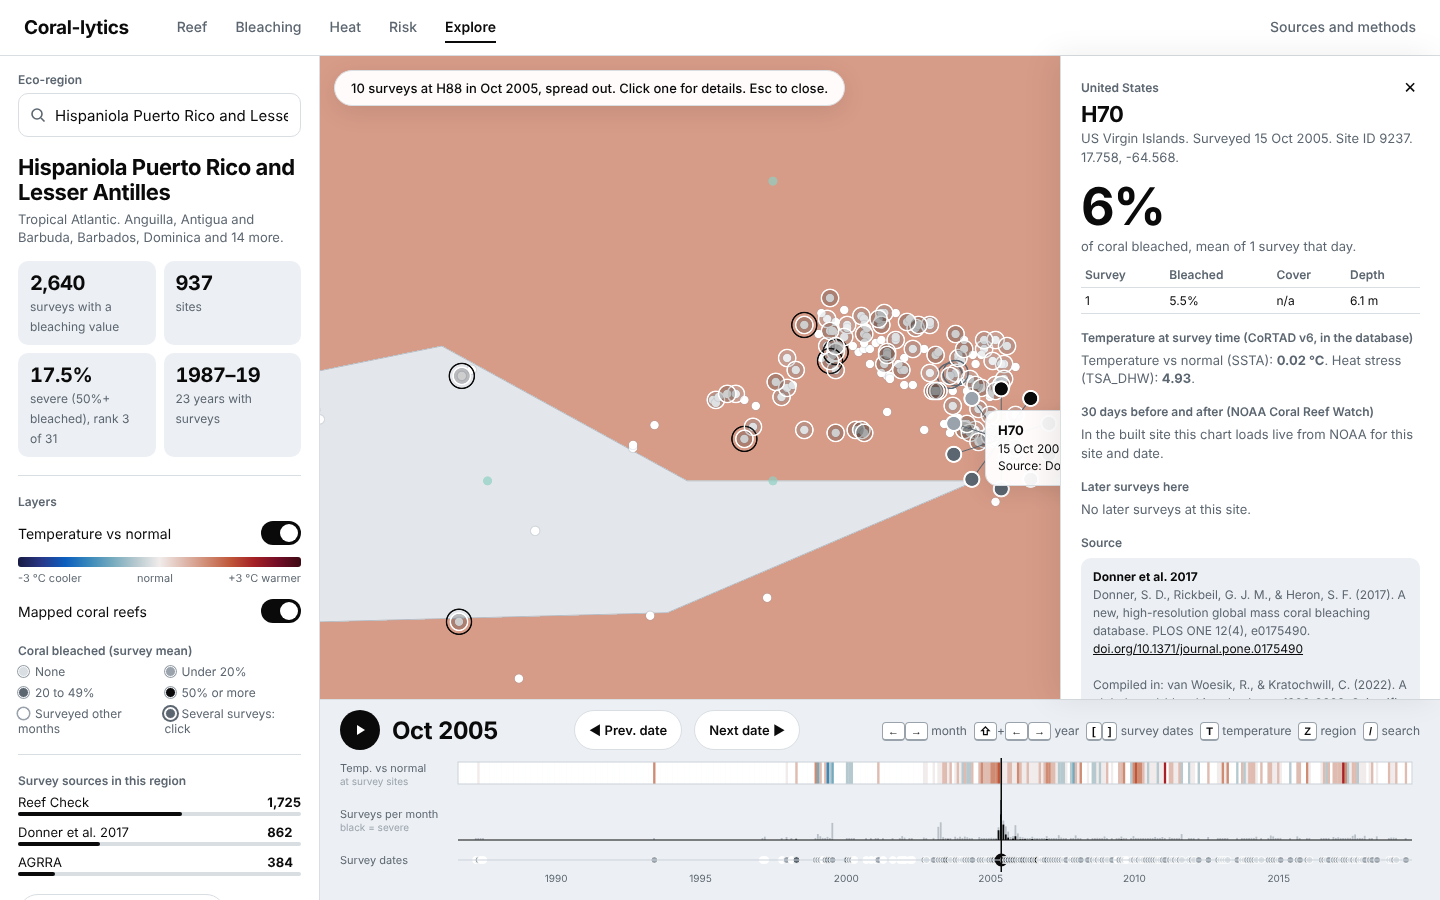 Coral-lytics
Reef
Bleaching
Heat
Risk
Explore
Sources and methods
Eco-region
Hispaniola Puerto Rico and Lesse
Hispaniola Puerto Rico and
Lesser Antilles
Tropical Atlantic. Anguilla, Antigua and
Barbuda, Barbados, Dominica and 14 more.
2,640
surveys with a
bleaching value
937
sites
17.5%
severe (50%+
bleached), rank 3
of 31
1987–19
23 years with
surveys
Layers
Temperature vs normal
-3 °C cooler
normal
+3 °C warmer
Mapped coral reefs
Coral bleached (survey mean)
None
Under 20%
20 to 49%
50% or more
Surveyed other
months
Several surveys:
click
Survey sources in this region
Reef Check 1,725
Donner et al. 2017 862
AGRRA 384
10 surveys at H88 in Oct 2005, spread out. Click one for details. Esc to close.
H70
15 Oct 200
Source: Do
United States
H70
US Virgin Islands. Surveyed 15 Oct 2005. Site ID 9237.
17.758, -64.568.
6%
of coral bleached, mean of 1 survey that day.
Survey Bleached Cover Depth
1 5.5% n/a 6.1 m
Temperature at survey time (CoRTAD v6, in the database)
Temperature vs normal (SSTA): 0.02 °C. Heat stress
(TSA_DHW): 4.93.
30 days before and after (NOAA Coral Reef Watch)
In the built site this chart loads live from NOAA for this
site and date.
Later surveys here
No later surveys at this site.
Source
Donner et al. 2017
Donner, S. D., Rickbeil, G. J. M., & Heron, S. F. (2017). A
new, high-resolution global mass coral bleaching
database. PLOS ONE 12(4), e0175490.
doi.org/10.1371/journal.pone.0175490
Compiled in: van Woesik, R., & Kratochwill, C. (2022). A
Oct 2005
◀ Prev. date
Next date ▶
← → month ⇧ + ← → year [ ] survey dates T temperature Z region / search
Temp. vs normal
at survey sites
Surveys per month
black = severe
Survey dates
1990 1995 2000 2005 2010 2015